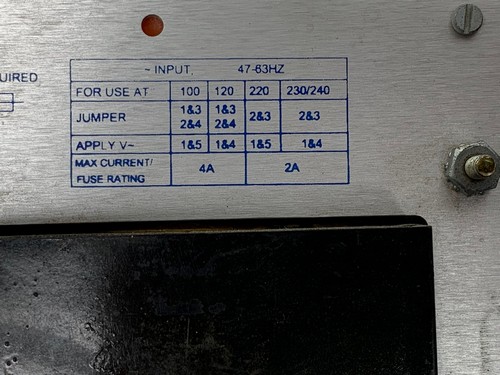 UIRED
~ INPUT, 47-63HZ
FOR USE AT 100 120 220 230/240
JUMPER 1&3 2&4 1&3 2&4 2&3 2&3
APPLY V~ 1&5 1&4 1&5 1&4
MAX CURRENT/ FUSE RATING 4A 2A